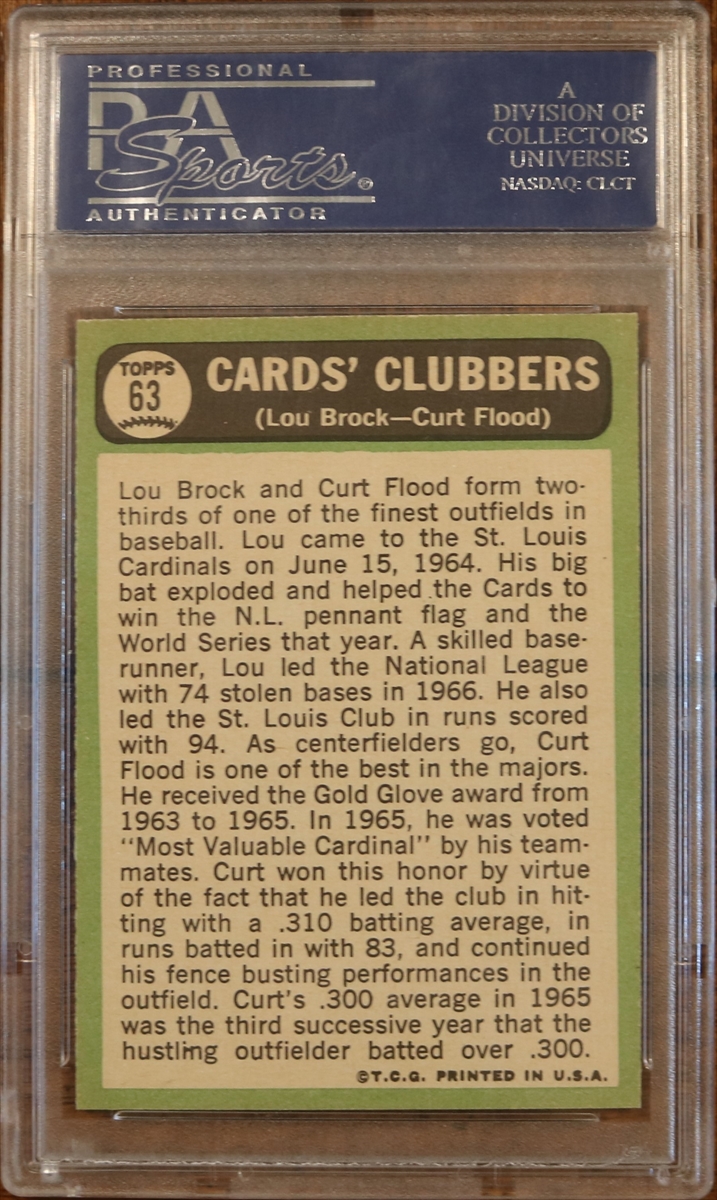 PROFESSIONAL
PSA
Sports
AUTHENTICATOR
A
DIVISION OF
COLLECTORS
UNIVERSE
NASDAQ: CLCT
TOPPS
63
CARDS' CLUBBERS
(Lou Brock—Curt Flood)
Lou Brock and Curt Flood form two-
thirds of one of the finest outfields in
baseball. Lou came to the St. Louis
Cardinals on June 15, 1964. His big
bat exploded and helped the Cards to
win the N.L. pennant flag and the
World Series that year. A skilled base-
runner, Lou led the National League
with 74 stolen bases in 1966. He also
led the St. Louis Club in runs scored
with 94. As centerfielders go, Curt
Flood is one of the best in the majors.
He received the Gold Glove award from
1963 to 1965. In 1965, he was voted
"Most Valuable Cardinal" by his team-
mates. Curt won this honor by virtue
of the fact that he led the club in hit-
ting with a .310 batting average, in
runs batted in with 83, and continued
his fence busting performances in the
outfield. Curt's .300 average in 1965
was the third successive year that the
hustling outfielder batted over .300.
©T.C.G. PRINTED IN U.S.A.